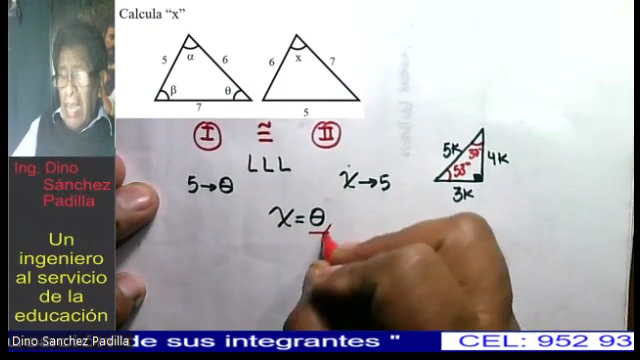 Calcula “x”
5
α
6
β
θ
7
6
x
7
5
I ≅ II
LLL
5→θ
x→5
x = θ
5K
4K
53°
3K
Ing. Dino
Sánchez
Padilla
Un
ingeniero
al servicio
de la
educación
Dino Sanchez Padilla
de sus integrantes "
CEL: 952 93